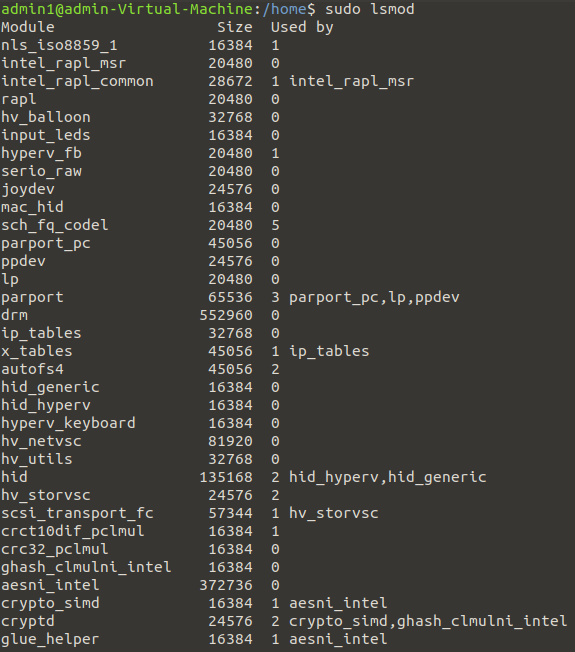 admin1@admin-Virtual-Machine:/home$ sudo lsmod
Module                  Size  Used by
nls_iso8859_1          16384  1
intel_rapl_msr         20480  0
intel_rapl_common      28672  1 intel_rapl_msr
rapl                   20480  0
hv_balloon             32768  0
input_leds             16384  0
hyperv_fb              20480  1
serio_raw              20480  0
joydev                 24576  0
mac_hid                16384  0
sch_fq_codel           20480  5
parport_pc             45056  0
ppdev                  24576  0
lp                     20480  0
parport                65536  3 parport_pc,lp,ppdev
drm                   552960  0
ip_tables              32768  0
x_tables               45056  1 ip_tables
autofs4                45056  2
hid_generic            16384  0
hid_hyperv             16384  0
hyperv_keyboard        16384  0
hv_netvsc              81920  0
hv_utils               32768  0
hid                   135168  2 hid_hyperv,hid_generic
hv_storvsc             24576  2
scsi_transport_fc      57344  1 hv_storvsc
crct10dif_pclmul       16384  1
crc32_pclmul           16384  0
ghash_clmulni_intel    16384  0
aesni_intel           372736  0
crypto_simd            16384  1 aesni_intel
cryptd                 24576  2 crypto_simd,ghash_clmulni_intel
glue_helper            16384  1 aesni_intel